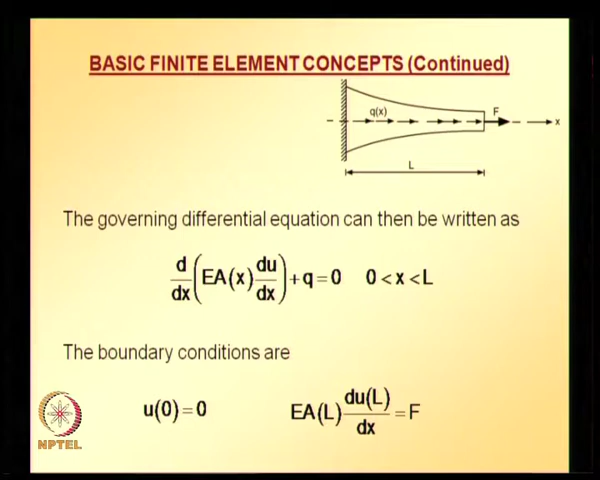 BASIC FINITE ELEMENT CONCEPTS (Continued)
q(x)
F
x
L
The governing differential equation can then be written as
d/dx (EA(x) du/dx) + q = 0   0 < x < L
The boundary conditions are
u(0) = 0   EA(L) du(L)/dx = F
NPTEL